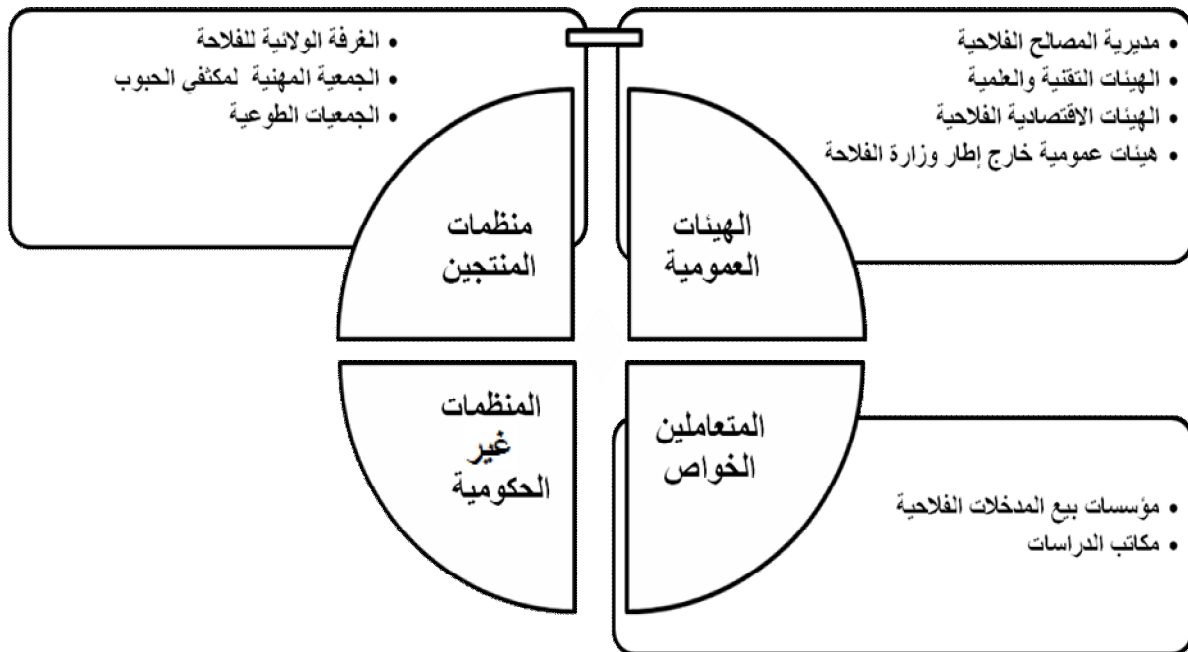 • مديرية المصالح الفلاحية
• الهيئات التقنية والعلمية
• الهيئات الاقتصادية الفلاحية
• هيئات عمومية خارج إطار وزارة الفلاحة
• الغرفة الولائية للفلاحة
• الجمعية المهنية لمكثفي الحبوب
• الجمعيات الطوعية
الهيئات
العمومية
منظمات
المنتجين
المتعاملين
الخواص
المنظمات
غير
الحكومية
• مؤسسات بيع المدخلات الفلاحية
• مكاتب الدراسات